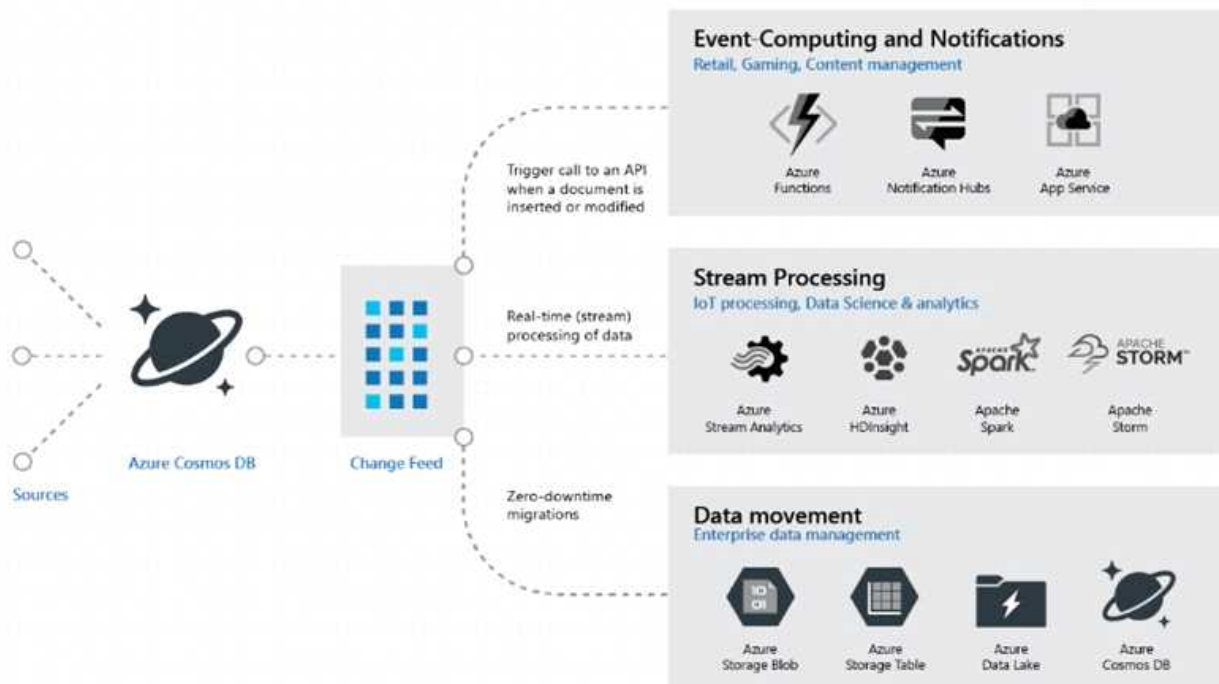 Event-Computing and Notifications
Retail, Gaming, Content management
Azure
Functions
Azure
Notification Hubs
Azure
App Service
Trigger call to an API
when a document is
inserted or modified
Stream Processing
IoT processing, Data Science & analytics
Real-time (stream)
processing of data
APACHE
Spark
APACHE
STORM™
Azure
Stream Analytics
Azure
HDInsight
Apache
Spark
Apache
Storm
Azure Cosmos DB
Change Feed
Sources
Zero-downtime
migrations
Data movement
Enterprise data management
10
01
Azure
Storage Blob
Azure
Storage Table
Azure
Data Lake
Azure
Cosmos DB